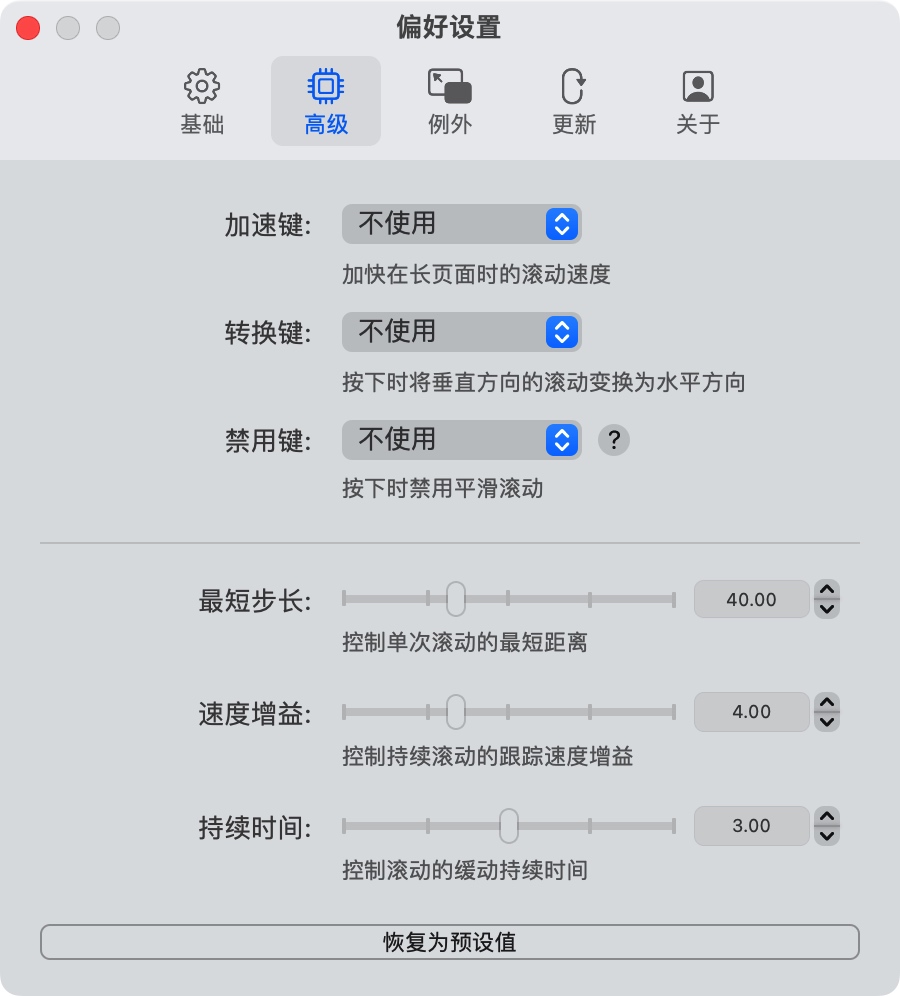 偏好设置
基础
高级
例外
更新
关于
加速键: 不使用
加快在长页面时的滚动速度
转换键: 不使用
按下时将垂直方向的滚动变换为水平方向
禁用键: 不使用 ?
按下时禁用平滑滚动
最短步长: 40.00
控制单次滚动的最短距离
速度增益: 4.00
控制持续滚动的跟踪速度增益
持续时间: 3.00
控制滚动的缓动持续时间
恢复为预设值